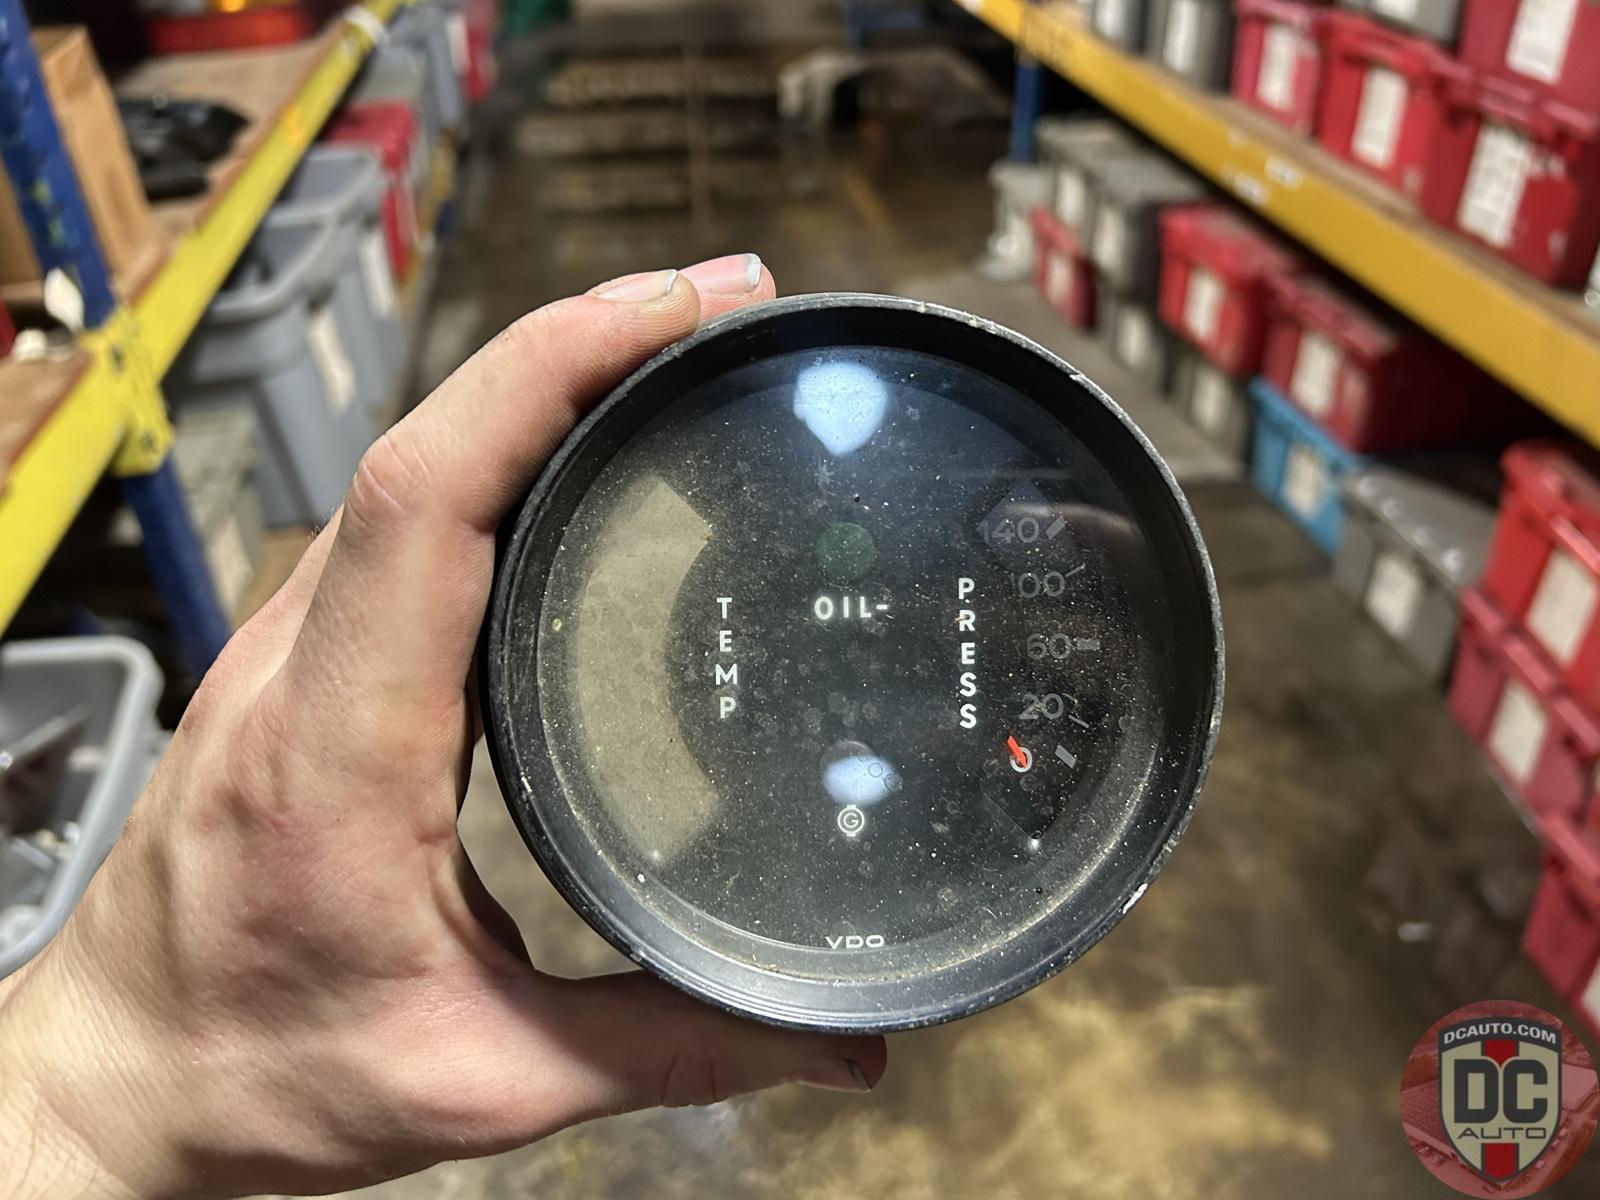 140
100
60
20
0
OIL-
TEMP
PRESS
G
VDO
DCAUTO.COM
DC
AUTO